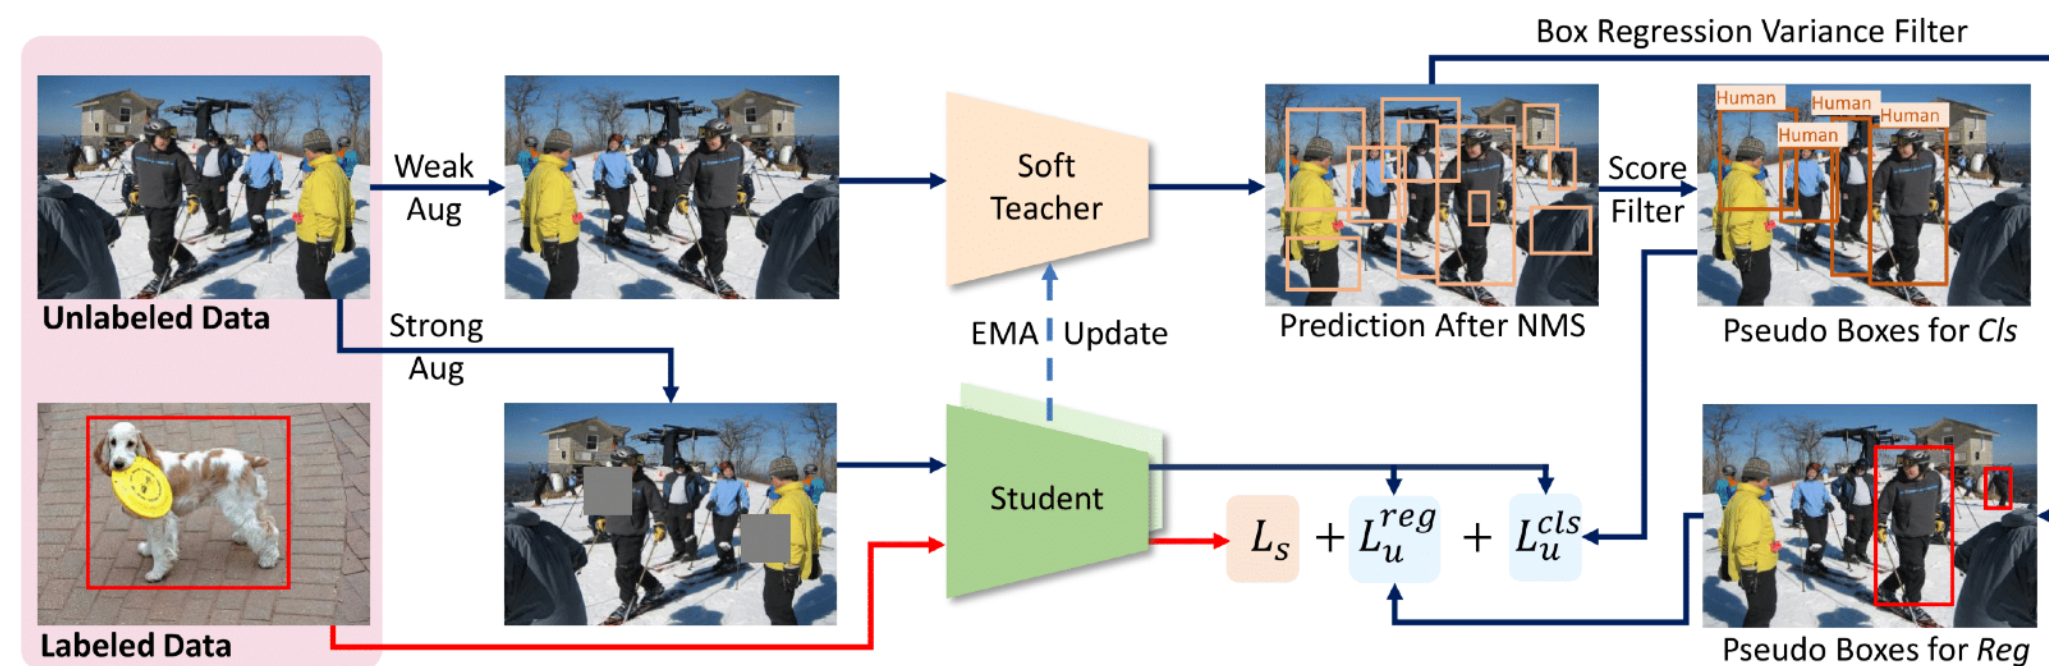 Box Regression Variance Filter
Weak
Aug
Soft
Teacher
Human
Human
Human
Human
Score
Filter
Unlabeled Data
Strong
Aug
EMA Update
Prediction After NMS
Pseudo Boxes for Cls
Student
L_s + L_u^{reg} + L_u^{cls}
Labeled Data
Pseudo Boxes for Reg